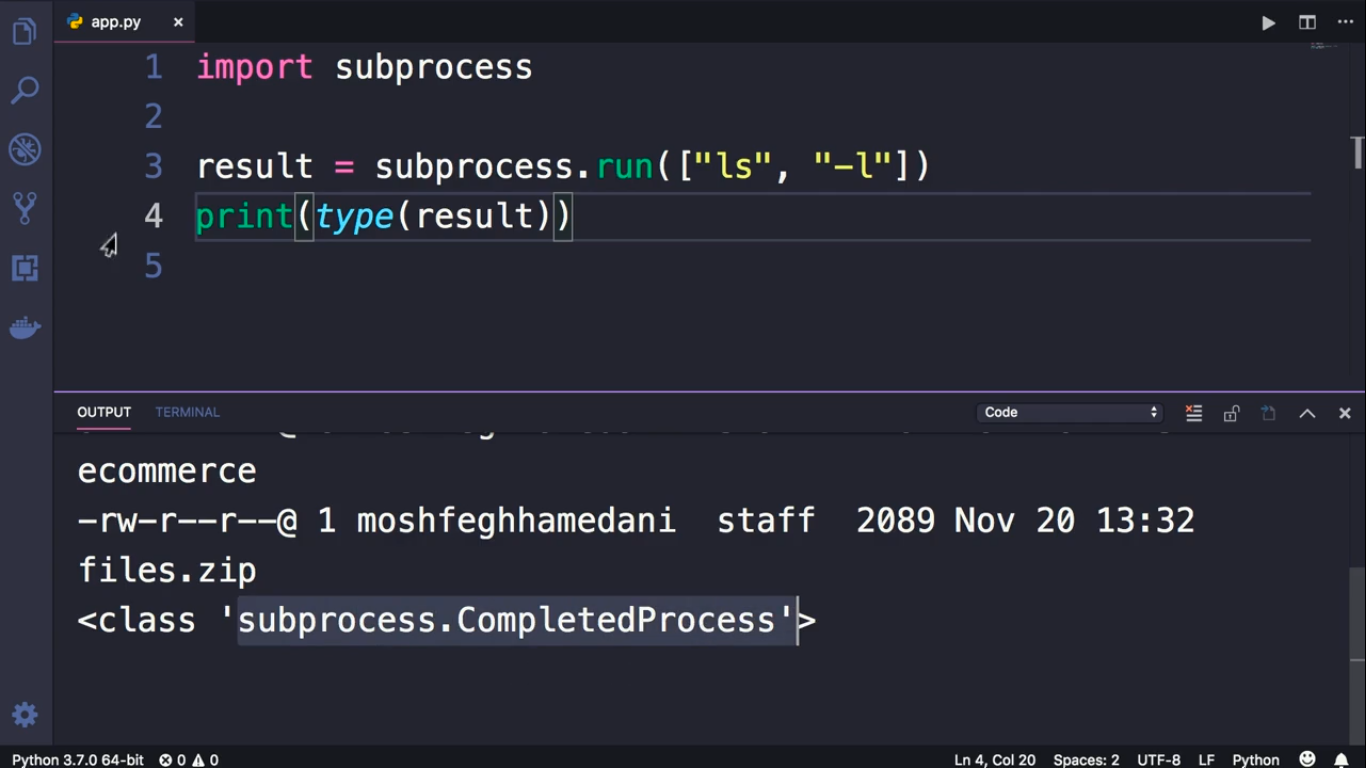 app.py
1 import subprocess
2
3 result = subprocess.run(["ls", "-l"])
4 print(type(result))
5
OUTPUT TERMINAL Code
ecommerce
-rw-r--r--@ 1 moshfeghhamedani  staff  2089 Nov 20 13:32
files.zip
<class 'subprocess.CompletedProcess'>
Python 3.7.0 64-bit 0 0 Ln 4, Col 20 Spaces: 2 UTF-8 LF Python